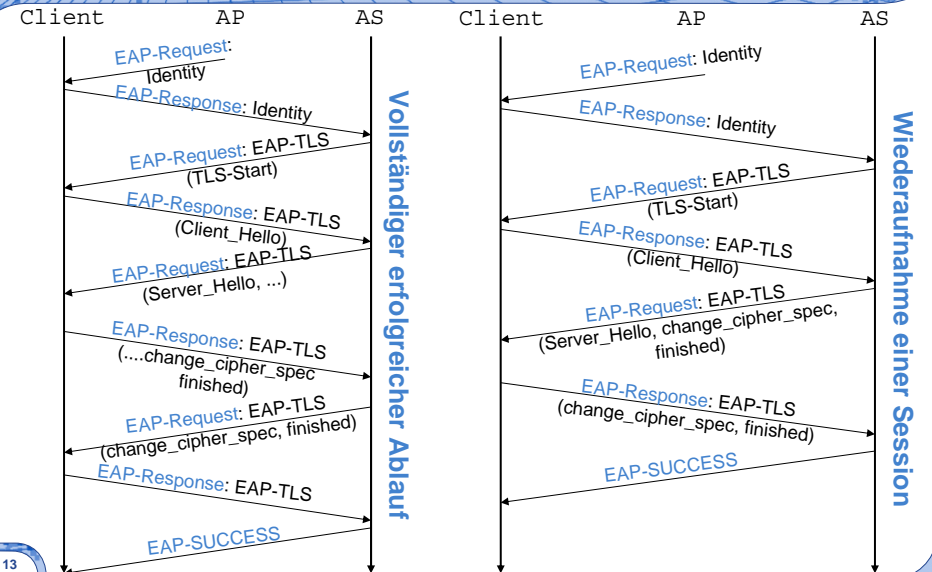 Client AP AS
EAP-Request:
Identity
EAP-Response: Identity
EAP-Request: EAP-TLS
(TLS-Start)
EAP-Response: EAP-TLS
(Client_Hello)
EAP-Request: EAP-TLS
(Server_Hello, ...)
EAP-Response: EAP-TLS
(....change_cipher_spec
finished)
EAP-Request: EAP-TLS
(change_cipher_spec, finished)
EAP-Response: EAP-TLS
EAP-SUCCESS
Vollständiger erfolgreicher Ablauf
Client AP AS
EAP-Request: Identity
EAP-Response: Identity
EAP-Request: EAP-TLS
(TLS-Start)
EAP-Response: EAP-TLS
(Client_Hello)
EAP-Request: EAP-TLS
(Server_Hello, change_cipher_spec,
finished)
EAP-Response: EAP-TLS
(change_cipher_spec, finished)
EAP-SUCCESS
Wiederaufnahme einer Session
13